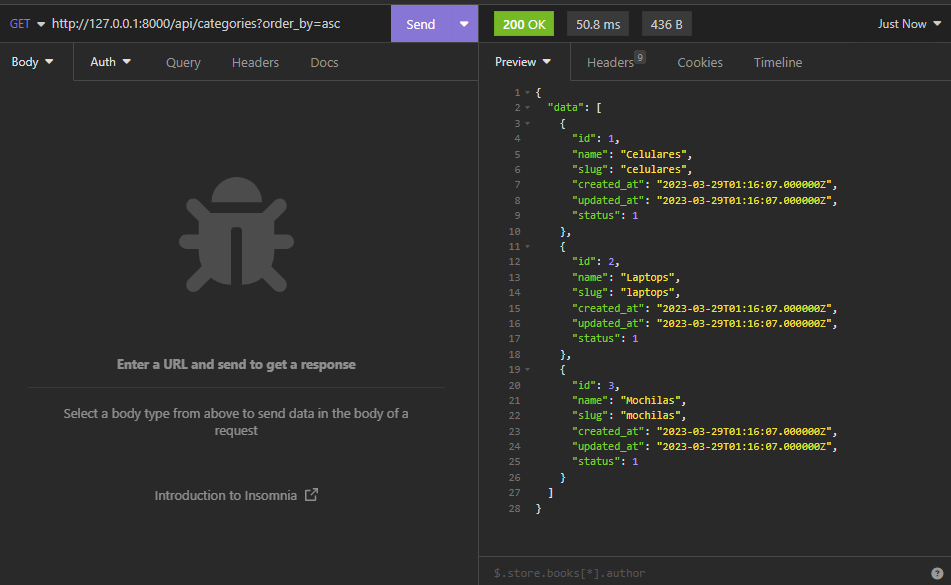 GET http://127.0.0.1:8000/api/categories?order_by=asc Send 200 OK 50.8 ms 436 B Just Now
Body Auth Query Headers Docs Preview Headers 9 Cookies Timeline
Enter a URL and send to get a response
Select a body type from above to send data in the body of a
request
Introduction to Insomnia
1 {
2 "data": [
3 {
4 "id": 1,
5 "name": "Celulares",
6 "slug": "celulares",
7 "created_at": "2023-03-29T01:16:07.000000Z",
8 "updated_at": "2023-03-29T01:16:07.000000Z",
9 "status": 1
10 },
11 {
12 "id": 2,
13 "name": "Laptops",
14 "slug": "laptops",
15 "created_at": "2023-03-29T01:16:07.000000Z",
16 "updated_at": "2023-03-29T01:16:07.000000Z",
17 "status": 1
18 },
19 {
20 "id": 3,
21 "name": "Mochilas",
22 "slug": "mochilas",
23 "created_at": "2023-03-29T01:16:07.000000Z",
24 "updated_at": "2023-03-29T01:16:07.000000Z",
25 "status": 1
26 }
27 ]
28 }
$.store.books[*].author ?